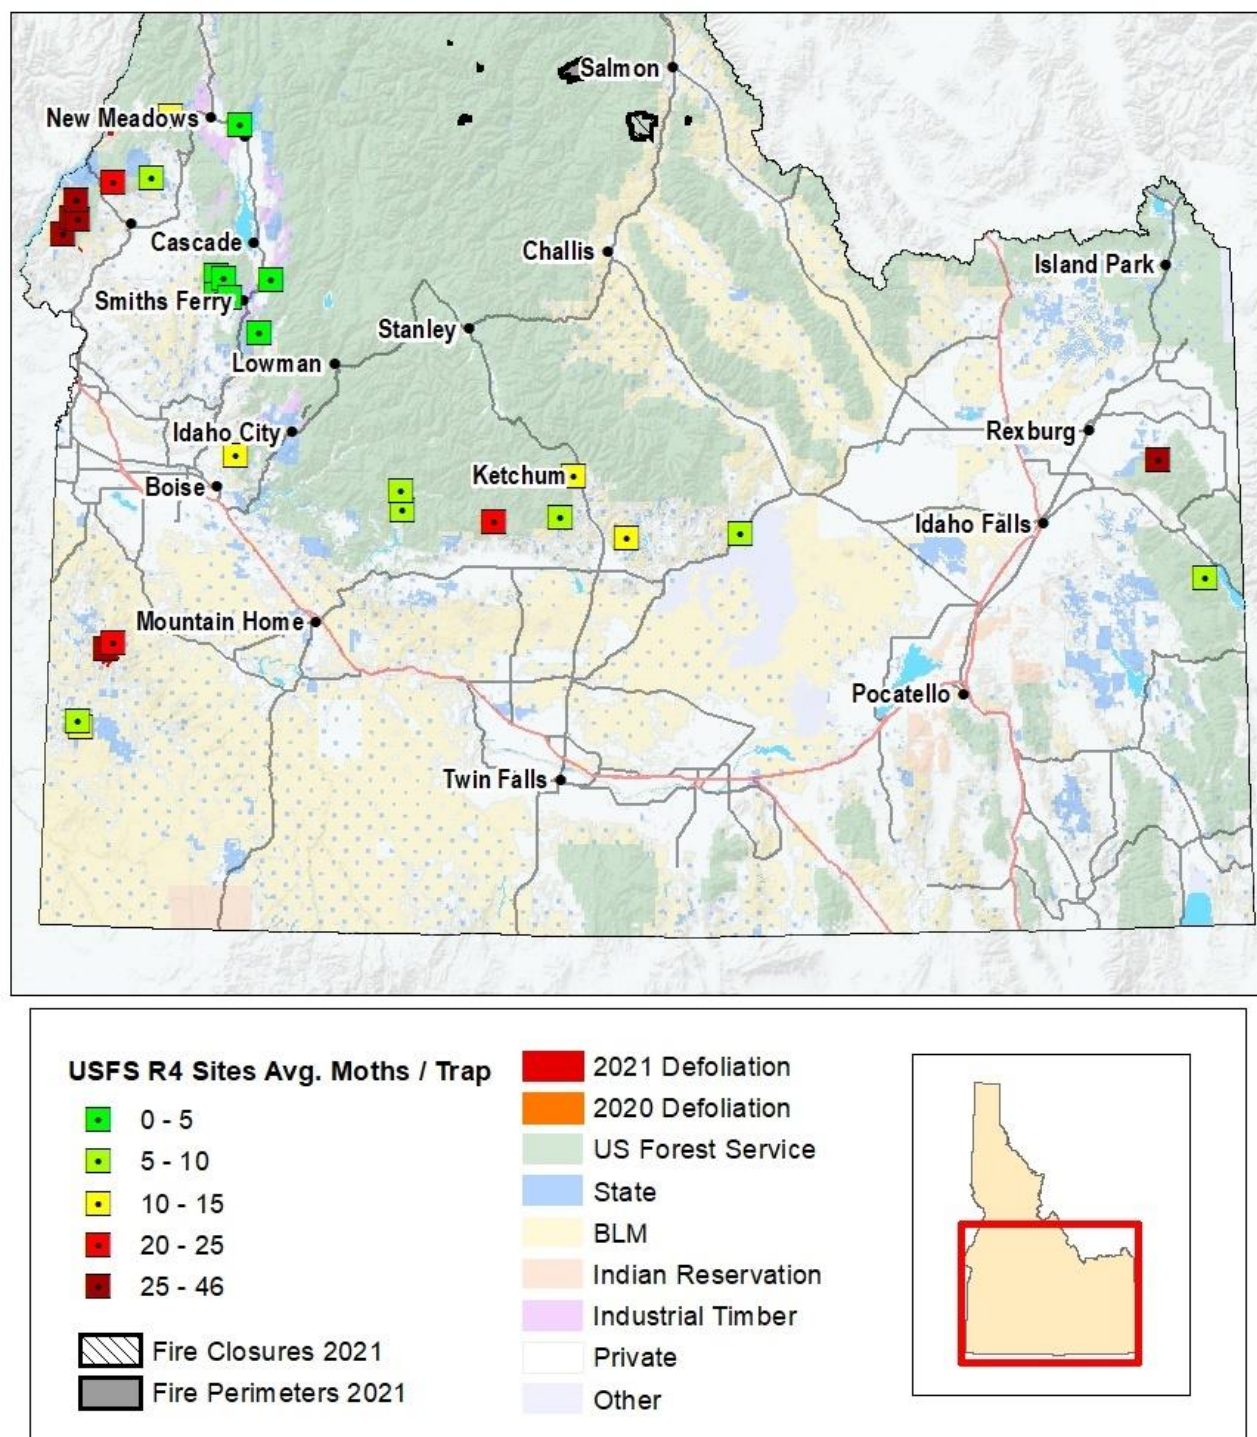 Salmon
New Meadows
Cascade
Challis
Island Park
Smiths Ferry
Stanley
Lowman
Idaho City
Rexburg
Ketchum
Boise
Idaho Falls
Mountain Home
Pocatello
Twin Falls
USFS R4 Sites Avg. Moths / Trap
0 - 5
5 - 10
10 - 15
20 - 25
25 - 46
Fire Closures 2021
Fire Perimeters 2021
2021 Defoliation
2020 Defoliation
US Forest Service
State
BLM
Indian Reservation
Industrial Timber
Private
Other